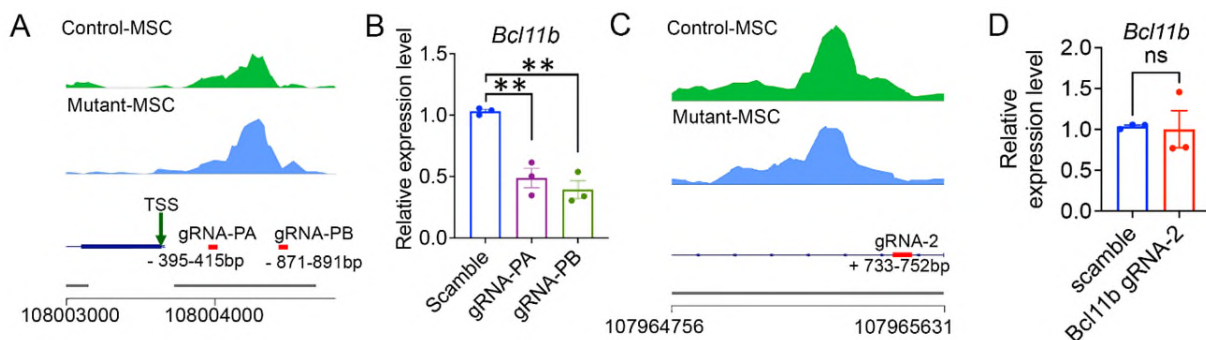 A
Control-MSC
Mutant-MSC
TSS
gRNA-PA
gRNA-PB
- 395-415bp
- 871-891bp
108003000
108004000
B
Bcl11b
**
**
Relative expression level
1.5
1.0
0.5
0.0
Scamble
gRNA-PA
gRNA-PB
C
Control-MSC
Mutant-MSC
gRNA-2
+ 733-752bp
107964756
107965631
D
Bcl11b
ns
Relative
expression level
2.0
1.5
1.0
0.5
0.0
scamble
Bcl11b gRNA-2